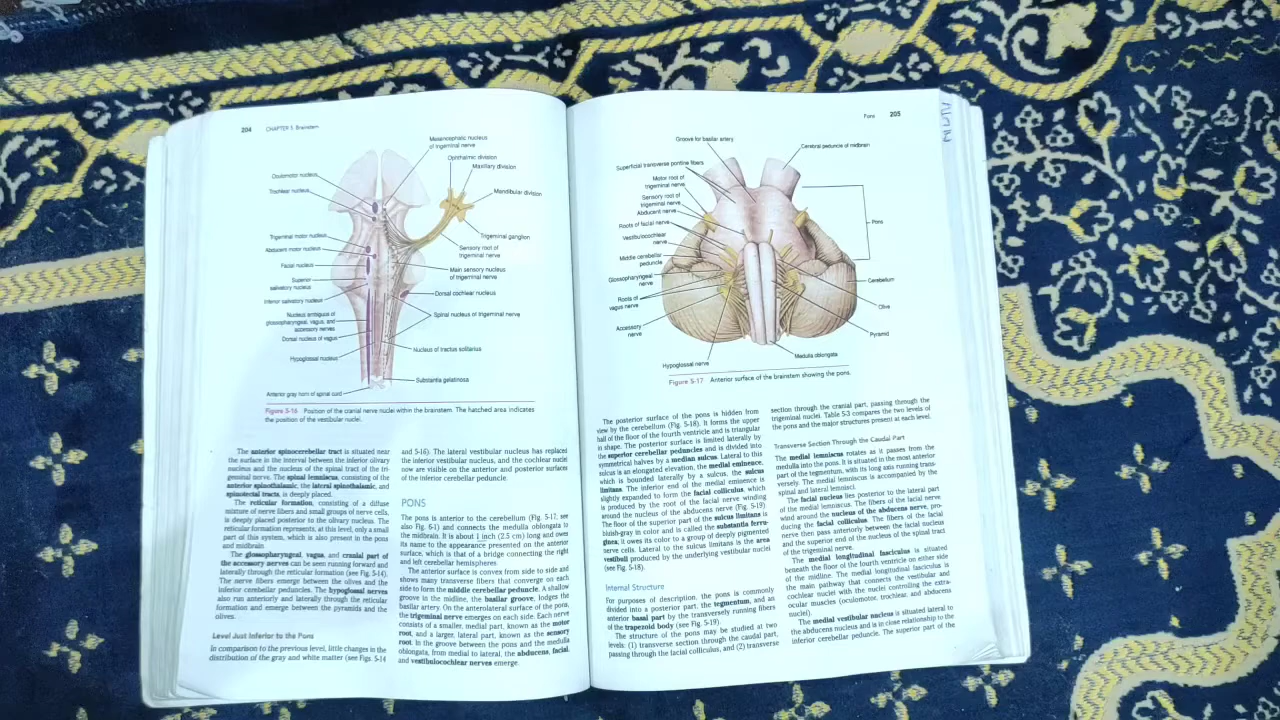 204
CHAPTER 5 Brainstem
Mesencephalic nucleus
of trigeminal nerve
Ophthalmic division
Maxillary division
Mandibular division
Oculomotor nucleus
Trochlear nucleus
Trigeminal motor nucleus
Abducent motor nucleus
Facial nucleus
Superior
salivatory nucleus
Inferior salivatory nucleus
Nucleus ambiguus of
glossopharyngeal, vagus, and
accessory nerves
Dorsal nucleus of vagus
Hypoglossal nucleus
Anterior gray horn of spinal cord
Trigeminal ganglion
Sensory root of
trigeminal nerve
Main sensory nucleus
of trigeminal nerve
Dorsal cochlear nucleus
Spinal nucleus of trigeminal nerve
Nucleus of tractus solitarius
Substantia gelatinosa
Figure 5-16 Position of the cranial nerve nuclei within the brainstem. The hatched area indicates
the position of the vestibular nuclei.
The anterior spinocerebellar tract is situated near
the surface in the interval between the inferior olivary
nucleus and the nucleus of the spinal tract of the tri-
geminal nerve. The spinal lemniscus, consisting of the
anterior spinothalamic, the lateral spinothalamic, and
spinotectal tracts, is deeply placed.
The reticular formation, consisting of a diffuse
mixture of nerve fibers and small groups of nerve cells,
is deeply placed posterior to the olivary nucleus. The
reticular formation represents, at this level, only a small
part of this system, which is also present in the pons
and midbrain
The glossopharyngeal, vagus, and cranial part of
the accessory nerves can be seen running forward and
laterally through the reticular formation (see Fig. 5-14).
The nerve fibers emerge between the olives and the
inferior cerebellar peduncles. The hypoglossal nerves
also run anteriorly and laterally through the reticular
formation and emerge between the pyramids and the
olives.
Level Just Inferior to the Pons
In comparison to the previous level, little changes in the
distribution of the gray and white matter (see Figs. 5-14
and 5-16). The lateral vestibular nucleus has replaced
the inferior vestibular nucleus, and the cochlear nuclei
now are visible on the anterior and posterior surfaces
of the inferior cerebellar peduncle.
PONS
The pons is anterior to the cerebellum (Fig. 5-17; see
also Fig. 6-1) and connects the medulla oblongata to
the midbrain. It is about 1 inch (2.5 cm) long and owes
its name to the appearance presented on the anterior
surface, which is that of a bridge connecting the right
and left cerebellar hemispheres
The anterior surface is convex from side to side and
shows many transverse fibers that converge on each
side to form the middle cerebellar peduncle. A shallow
groove in the midline, the basilar groove, lodges the
basilar artery. On the anterolateral surface of the pons,
the trigeminal nerve emerges on each side. Each nerve
consists of a smaller, medial part, known as the motor
root, and a larger, lateral part, known as the sensory
root. In the groove between the pons and the medulla
oblongata, from medial to lateral, the abducens, facial,
and vestibulocochlear nerves emerge.
Pons 205
Groove for basilar artery
Cerebral peduncle of midbrain
Superficial transverse pontine fibers
Motor root of
trigeminal nerve
Sensory root of
trigeminal nerve
Abducent nerve
Roots of facial nerve
Vestibulocochlear
nerve
Middle cerebellar
peduncle
Glossopharyngeal
nerve
Roots of
vagus nerve
Accessory
nerve
Hypoglossal nerve
Pons
Cerebellum
Olive
Pyramid
Medulla oblongata
Figure 5-17 Anterior surface of the brainstem showing the pons.
The posterior surface of the pons is hidden from
view by the cerebellum (Fig. 5-18). It forms the upper
half of the floor of the fourth ventricle and is triangular
in shape. The posterior surface is limited laterally by
the superior cerebellar peduncles and is divided into
symmetrical halves by a median sulcus. Lateral to this
sulcus is an elongated elevation, the medial eminence,
which is bounded laterally by a sulcus, the sulcus
limitans. The inferior end of the medial eminence is
slightly expanded to form the facial colliculus, which
is produced by the root of the facial nerve winding
around the nucleus of the abducens nerve (Fig. 5-19).
The floor of the superior part of the sulcus limitans is
bluish-gray in color and is called the substantia ferru-
ginea; it owes its color to a group of deeply pigmented
nerve cells. Lateral to the sulcus limitans is the area
vestibuli produced by the underlying vestibular nuclei
(see Fig. 5-18).
Internal Structure
For purposes of description, the pons is commonly
divided into a posterior part, the tegmentum, and an
anterior basal part by the transversely running fibers
of the trapezoid body (see Fig. 5-19).
The structure of the pons may be studied at two
levels: (1) transverse section through the caudal part,
passing through the facial colliculus, and (2) transverse
section through the cranial part, passing through the
trigeminal nuclei. Table 5-3 compares the two levels of
the pons and the major structures present at each level.
Transverse Section Through the Caudal Part
The medial lemniscus rotates as it passes from the
medulla into the pons. It is situated in the most anterior
part of the tegmentum, with its long axis running trans-
versely. The medial lemniscus is accompanied by the
spinal and lateral lemnisci.
The facial nucleus lies posterior to the lateral part
of the medial lemniscus. The fibers of the facial nerve
wind around the nucleus of the abducens nerve, pro-
ducing the facial colliculus. The fibers of the facial
nerve then pass anteriorly between the facial nucleus
and the superior end of the nucleus of the spinal tract
of the trigeminal nerve.
The medial longitudinal fasciculus is situated
beneath the floor of the fourth ventricle on either side
of the midline. The medial longitudinal fasciculus is
the main pathway that connects the vestibular and
cochlear nuclei with the nuclei controlling the extra-
ocular muscles (oculomotor, trochlear, and abducens
nuclei).
The medial vestibular nucleus is situated lateral to
the abducens nucleus and is in close relationship to the
inferior cerebellar peduncle. The superior part of the